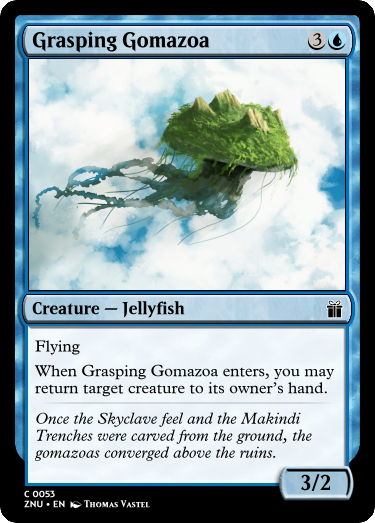 Grasping Gomazoa 3
Creature — Jellyfish
Flying
When Grasping Gomazoa enters, you may
return target creature to its owner's hand.
Once the Skyclave feel and the Makindi
Trenches were carved from the ground, the
gomazoas converged above the ruins.
3/2
C 0053
ZNU • EN Thomas Vastel